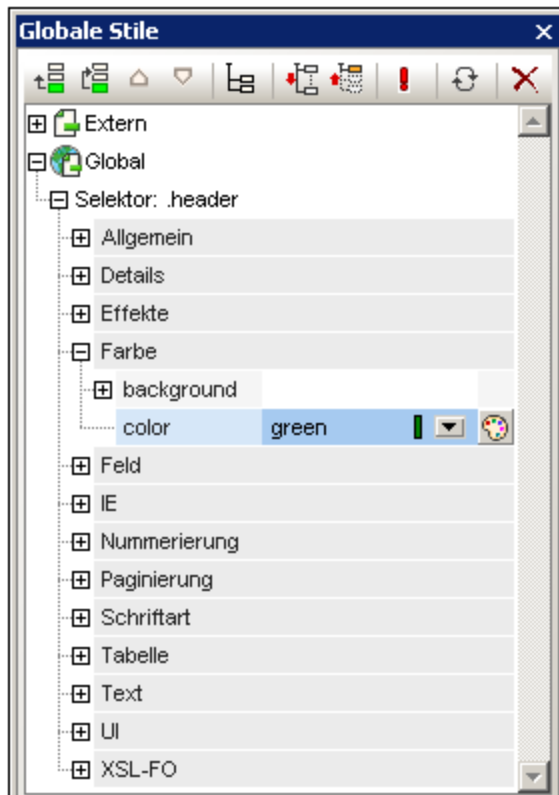 Globale Stile
Extern
Global
Selektor: .header
Allgemein
Details
Effekte
Farbe
background
color green
Feld
IE
Nummerierung
Paginierung
Schriftart
Tabelle
Text
UI
XSL-FO